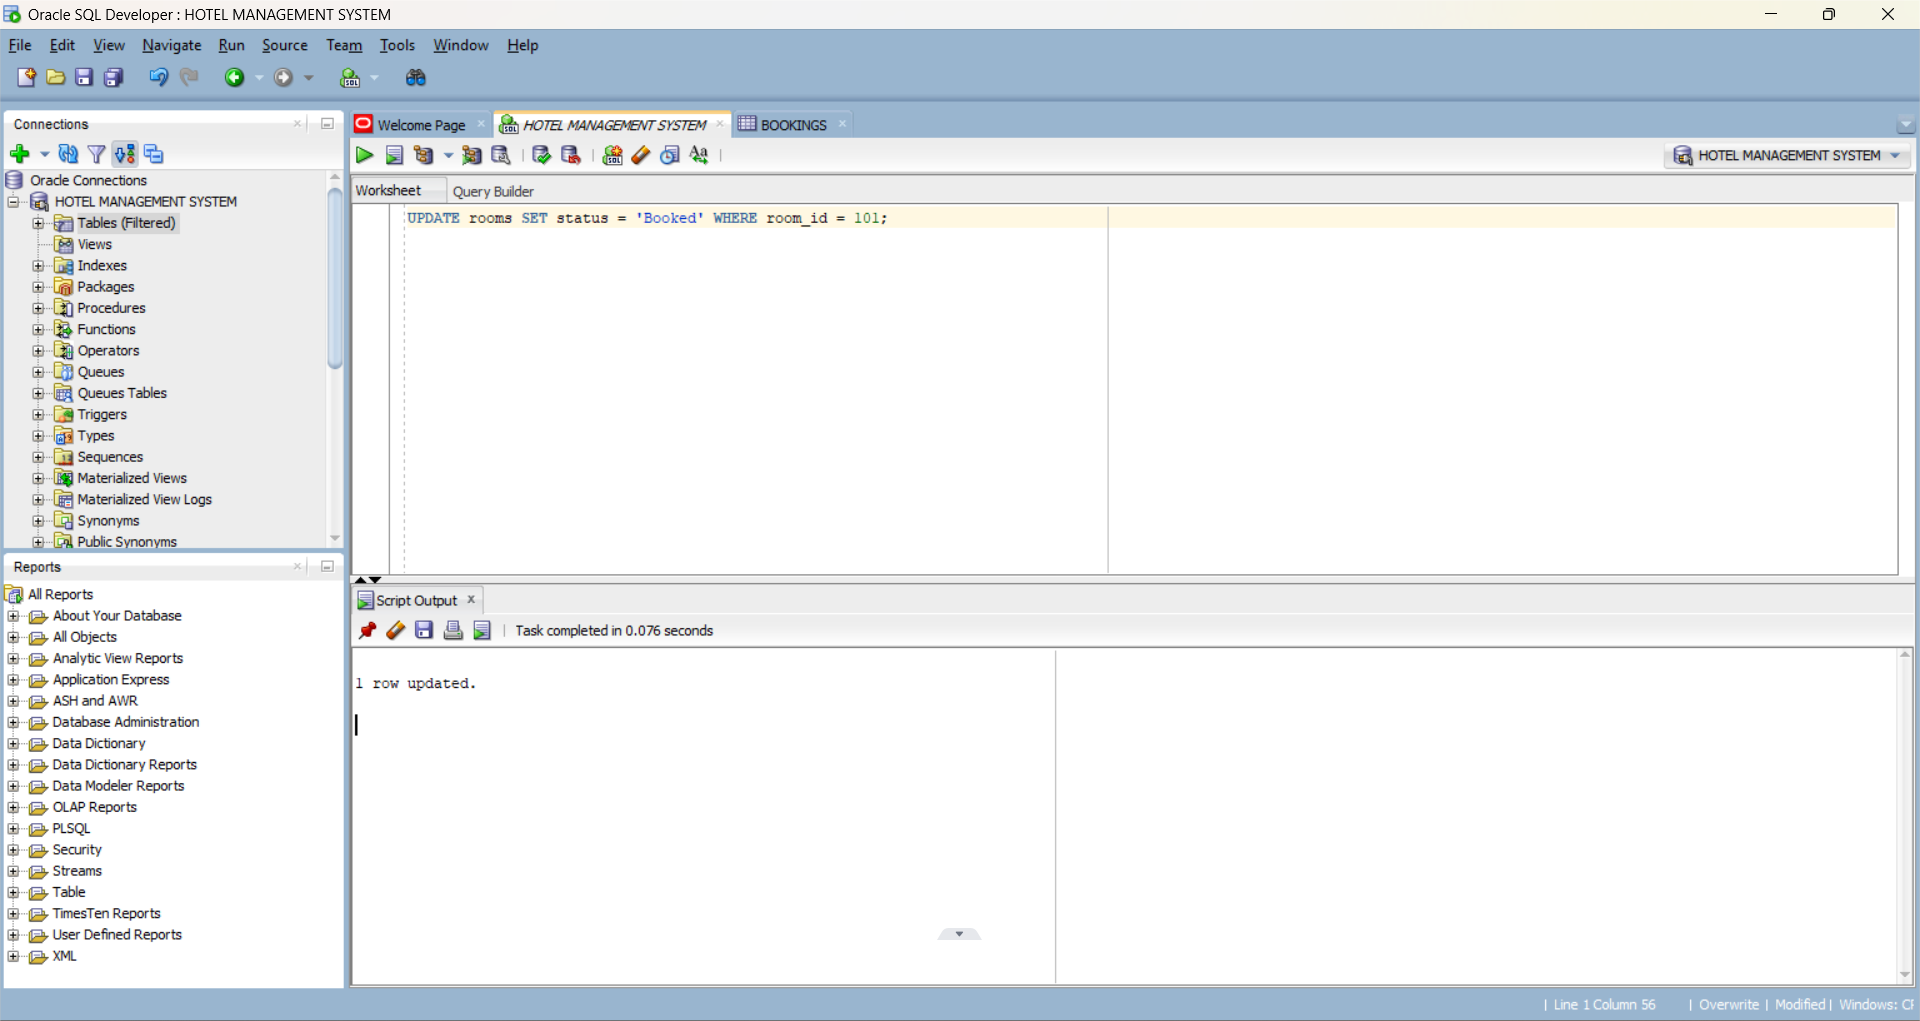 Oracle SQL Developer : HOTEL MANAGEMENT SYSTEM
File Edit View Navigate Run Source Team Tools Window Help
Connections
Welcome Page
HOTEL MANAGEMENT SYSTEM
BOOKINGS
HOTEL MANAGEMENT SYSTEM
Oracle Connections
HOTEL MANAGEMENT SYSTEM
Tables (Filtered)
Views
Indexes
Packages
Procedures
Functions
Operators
Queues
Queues Tables
Triggers
Types
Sequences
Materialized Views
Materialized View Logs
Synonyms
Public Synonyms
Worksheet Query Builder
UPDATE rooms SET status = 'Booked' WHERE room_id = 101;
Reports
All Reports
About Your Database
All Objects
Analytic View Reports
Application Express
ASH and AWR
Database Administration
Data Dictionary
Data Dictionary Reports
Data Modeler Reports
OLAP Reports
PLSQL
Security
Streams
Table
TimesTen Reports
User Defined Reports
XML
Script Output
Task completed in 0.076 seconds
1 row updated.
Line 1 Column 56 | Overwrite | Modified | Windows: CF